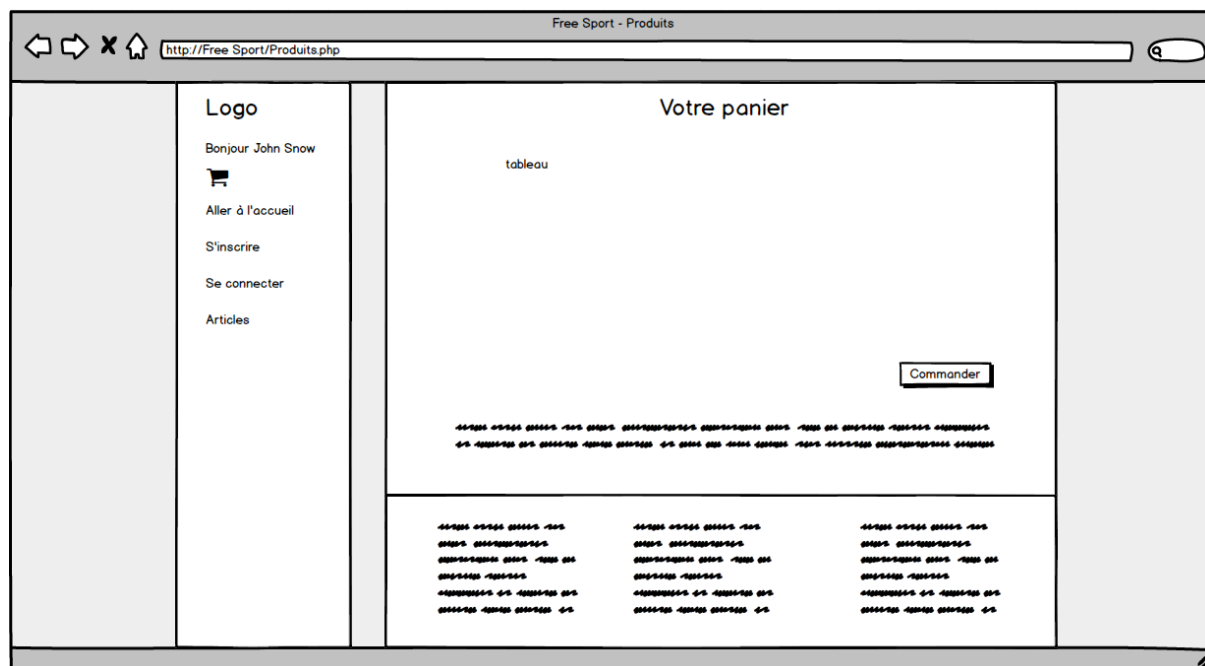 Free Sport - Produits
http://Free Sport/Produits.php
Logo
Bonjour John Snow
Aller à l'accueil
S'inscrire
Se connecter
Articles
Votre panier
tableau
Commander